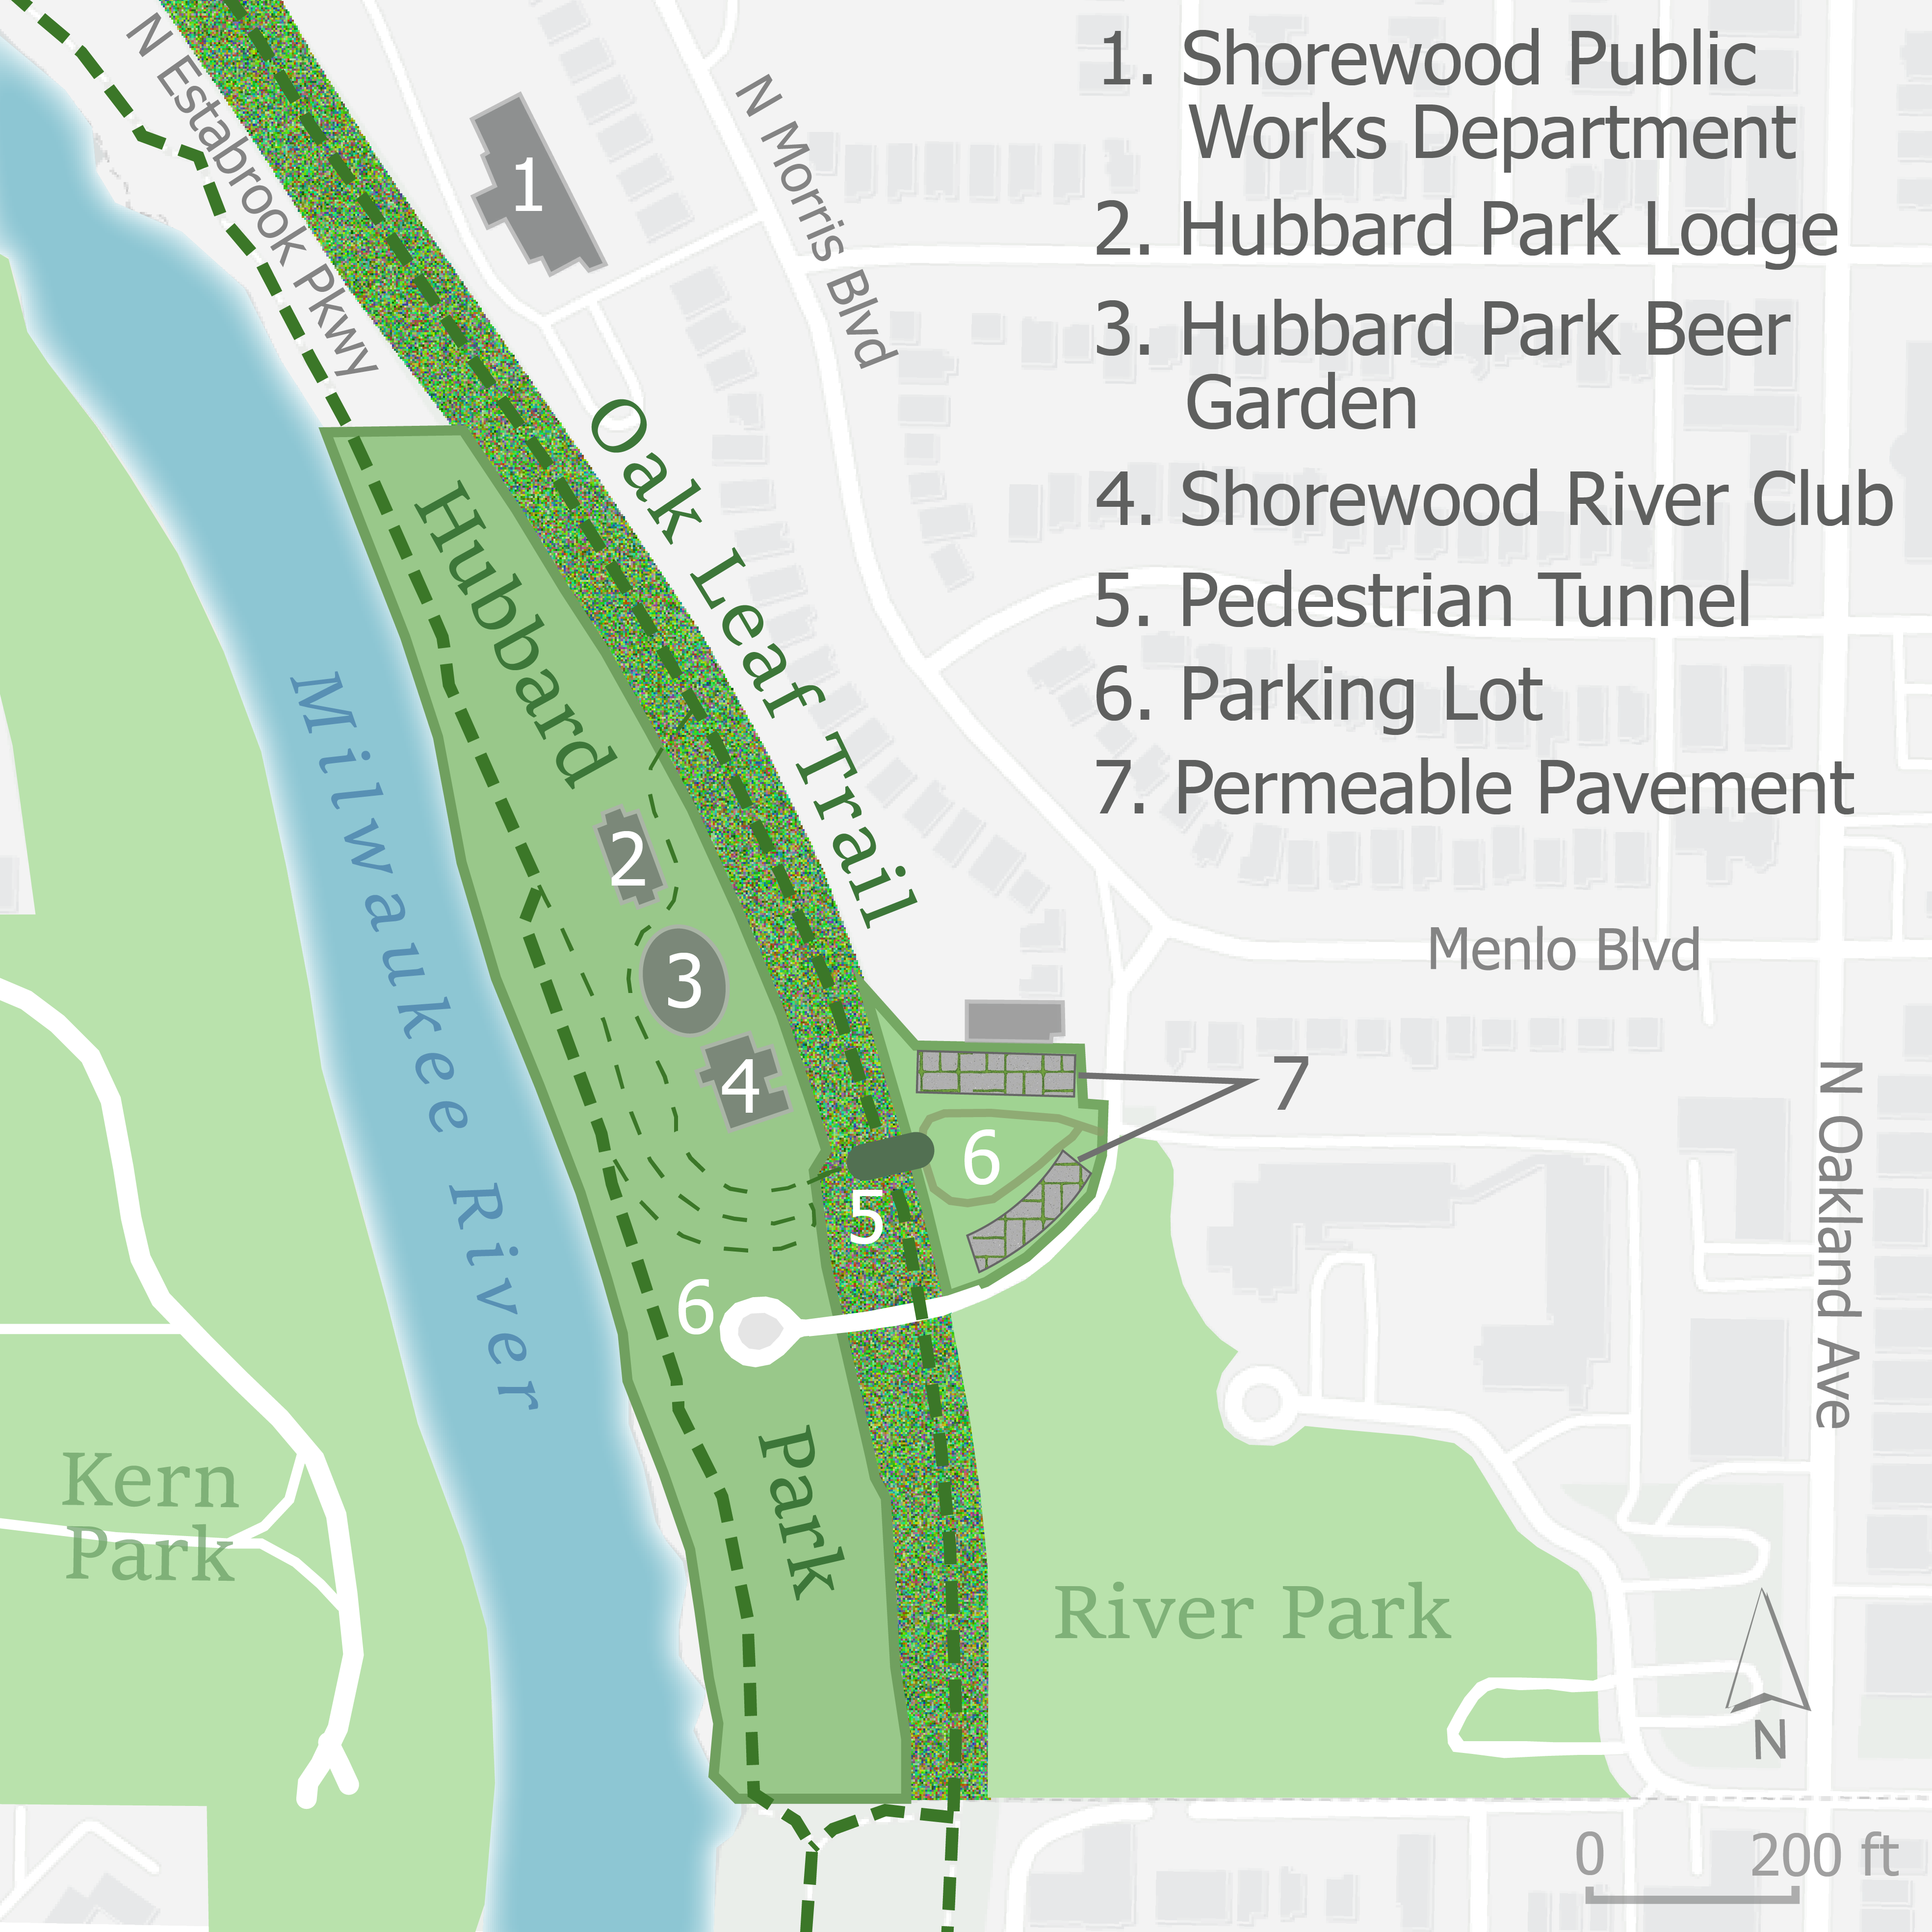 1. Shorewood Public
Works Department
2. Hubbard Park Lodge
3. Hubbard Park Beer
Garden
4. Shorewood River Club
5. Pedestrian Tunnel
6. Parking Lot
7. Permeable Pavement
N Estabrook Pkwy
N Morris Blvd
1
Oak Leaf Trail
Hubbard
Milwaukee River
2
3
4
Menlo Blvd
7
6
5
6
N Oakland Ave
Park
Kern
Park
River Park
N
0 200 ft